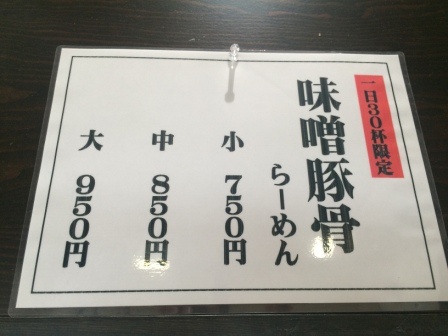 一日30杯限定
味噌豚骨
らーめん
小 750円
中 850円
大 950円